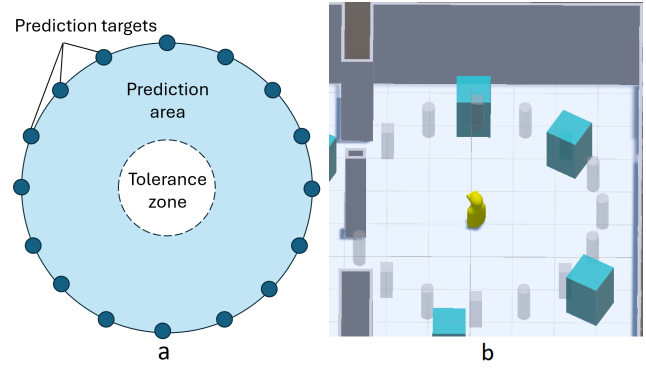 Prediction targets
Prediction
area
Tolerance
zone
a
b